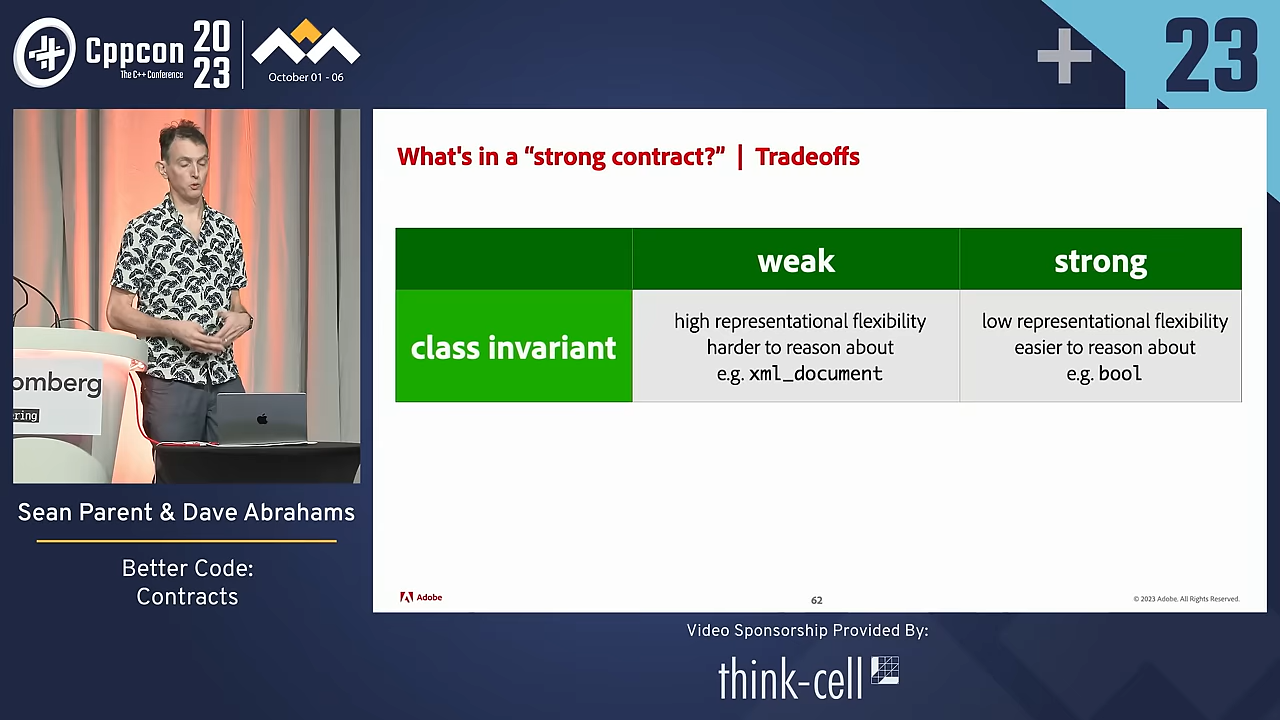 Cppcon
The C++ Conference
20
23
October 01 - 06
23
What's in a “strong contract?” | Tradeoffs
weak
strong
class invariant
high representational flexibility
harder to reason about
e.g. xml_document
low representational flexibility
easier to reason about
e.g. bool
omberg
ring
Sean Parent & Dave Abrahams
Better Code:
Contracts
Adobe
62
© 2023 Adobe. All Rights Reserved.
Video Sponsorship Provided By:
think-cell